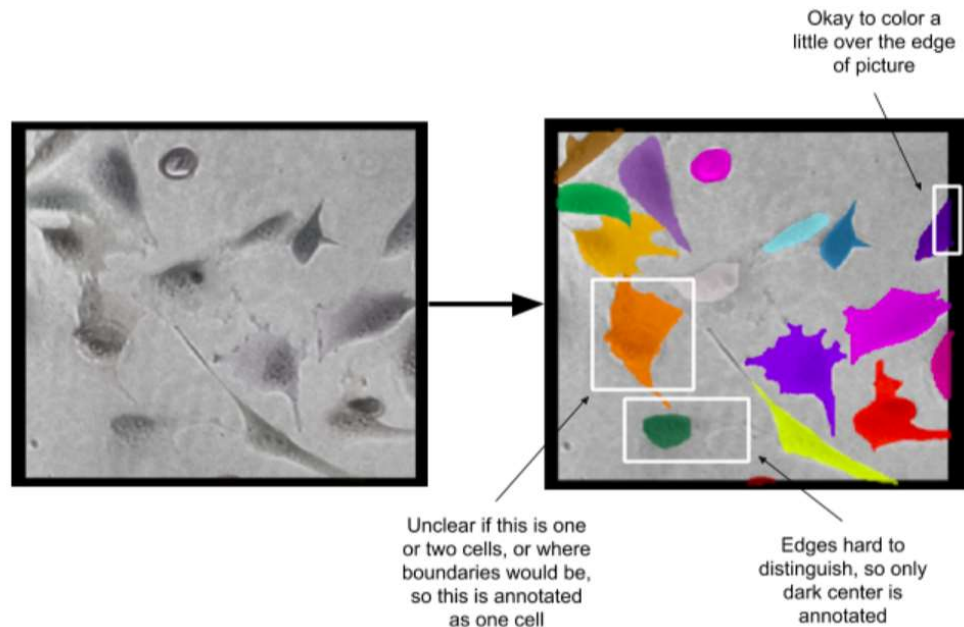 Okay to color a
little over the edge
of picture
Unclear if this is one
or two cells, or where
boundaries would be,
so this is annotated
as one cell
Edges hard to
distinguish, so only
dark center is
annotated